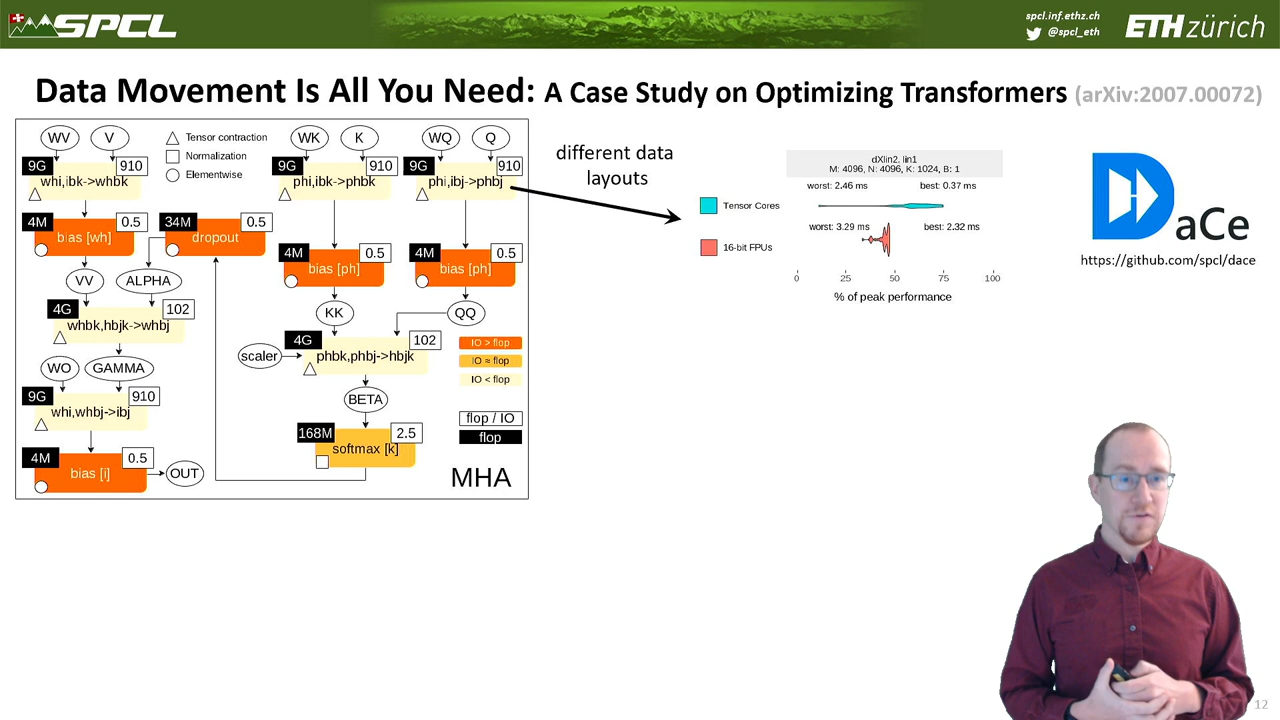 SPCL
spcl.inf.ethz.ch
@spcl_eth
ETH zürich
Data Movement Is All You Need: A Case Study on Optimizing Transformers (arXiv:2007.00072)
WV
V
Tensor contraction
Normalization
Elementwise
WK
K
WQ
Q
9G
910
whi,ibk->whbk
9G
910
phi,ibk->phbk
9G
910
phi,ibj->phbj
4M
0.5
bias [wh]
34M
0.5
dropout
4M
0.5
bias [ph]
4M
0.5
bias [ph]
VV
ALPHA
KK
QQ
4G
102
whbk,hbjk->whbj
scaler
4G
102
phbk,phbj->hbjk
IO > flop
IO ≈ flop
IO < flop
WO
GAMMA
BETA
9G
910
whi,whbj->ibj
168M
2.5
softmax [k]
flop / IO
flop
4M
0.5
bias [i]
OUT
MHA
different data
layouts
dXlin2, lin1
M: 4096, N: 4096, K: 1024, B: 1
worst: 2.46 ms
best: 0.37 ms
Tensor Cores
worst: 3.29 ms
best: 2.32 ms
16-bit FPUs
0
25
50
75
100
% of peak performance
DaCe
https://github.com/spcl/dace
12